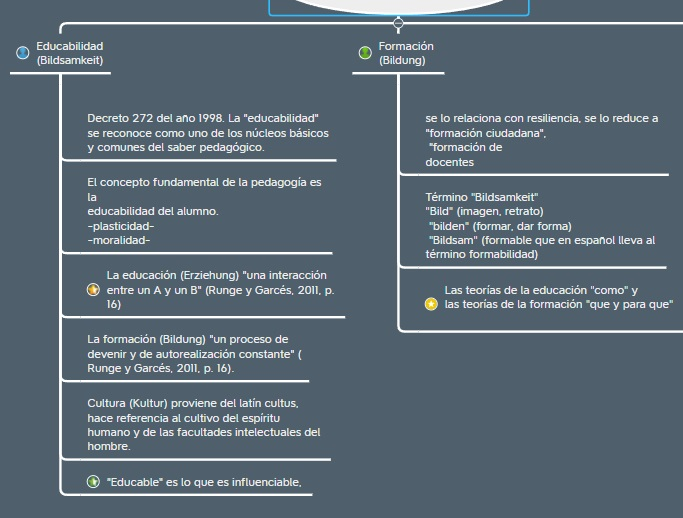 Educabilidad
(Bildsamkeit)
Decreto 272 del año 1998. La "educabilidad"
se reconoce como uno de los núcleos básicos
y comunes del saber pedagógico.
El concepto fundamental de la pedagogía es
la
educabilidad del alumno.
-plasticidad-
-moralidad-
La educación (Erziehung) "una interacción
entre un A y un B" (Runge y Garcés, 2011, p.
16)
La formación (Bildung) "un proceso de
devenir y de autorealización constante" (
Runge y Garcés, 2011, p. 16).
Cultura (Kultur) proviene del latín cultus,
hace referencia al cultivo del espíritu
humano y de las facultades intelectuales del
hombre.
"Educable" es lo que es influenciable,
Formación
(Bildung)
se lo relaciona con resiliencia, se lo reduce a
"formación ciudadana",
"formación de
docentes
Término "Bildsamkeit"
"Bild" (imagen, retrato)
"bilden" (formar, dar forma)
"Bildsam" (formable que en español lleva al
término formabilidad)
Las teorías de la educación "como" y
las teorías de la formación "que y para que"